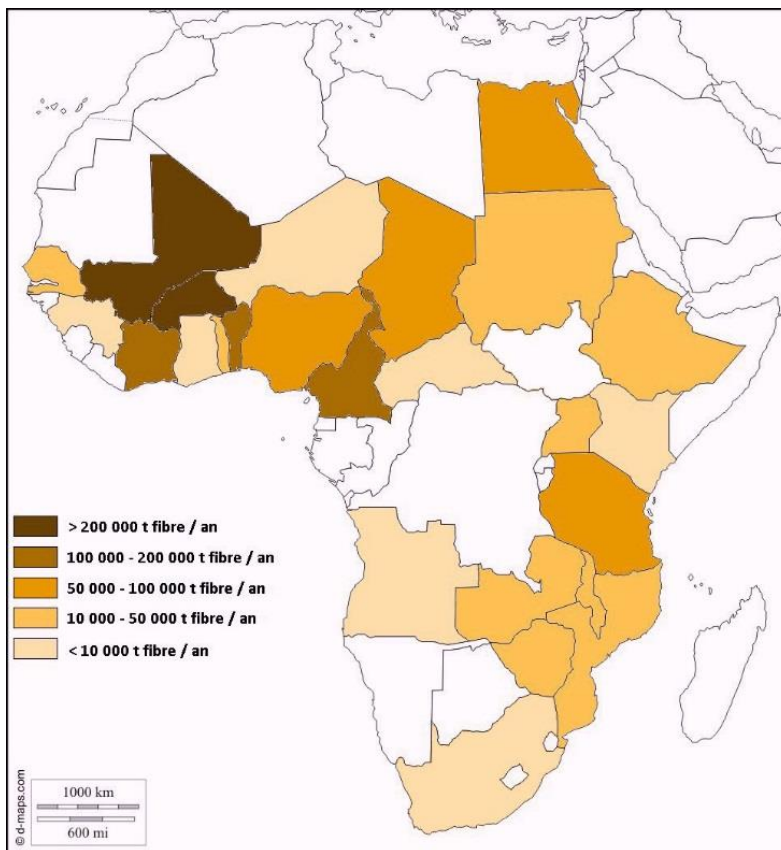 > 200 000 t fibre / an
100 000 - 200 000 t fibre / an
50 000 - 100 000 t fibre / an
10 000 - 50 000 t fibre / an
< 10 000 t fibre / an
1000 km
600 mi
© d-maps.com